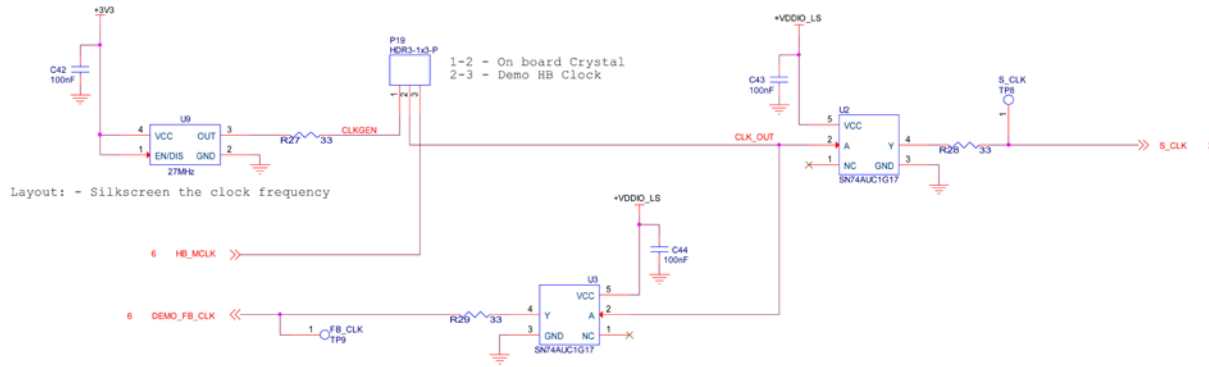 +3V3
C42
100nF
U9
4 VCC OUT 3
1 EN/DIS GND 2
27MHz
R27 33
CLKGEN
P19
HDR3-1x3-P
1 2 3
1-2 - On board Crystal
2-3 - Demo HB Clock
Layout: - Silkscreen the clock frequency
CLK_OUT
+VDDIO_LS
C43
100nF
U2
5 VCC
2 A Y 4
1 NC GND 3
SN74AUC1G17
R28 33
S_CLK
TP8
1
S_CLK
6 HB_MCLK
6 DEMO_FB_CLK
1 FB_CLK
TP9
R29 33
+VDDIO_LS
C44
100nF
U3
VCC 5
4 Y A 2
3 GND NC 1
SN74AUC1G17